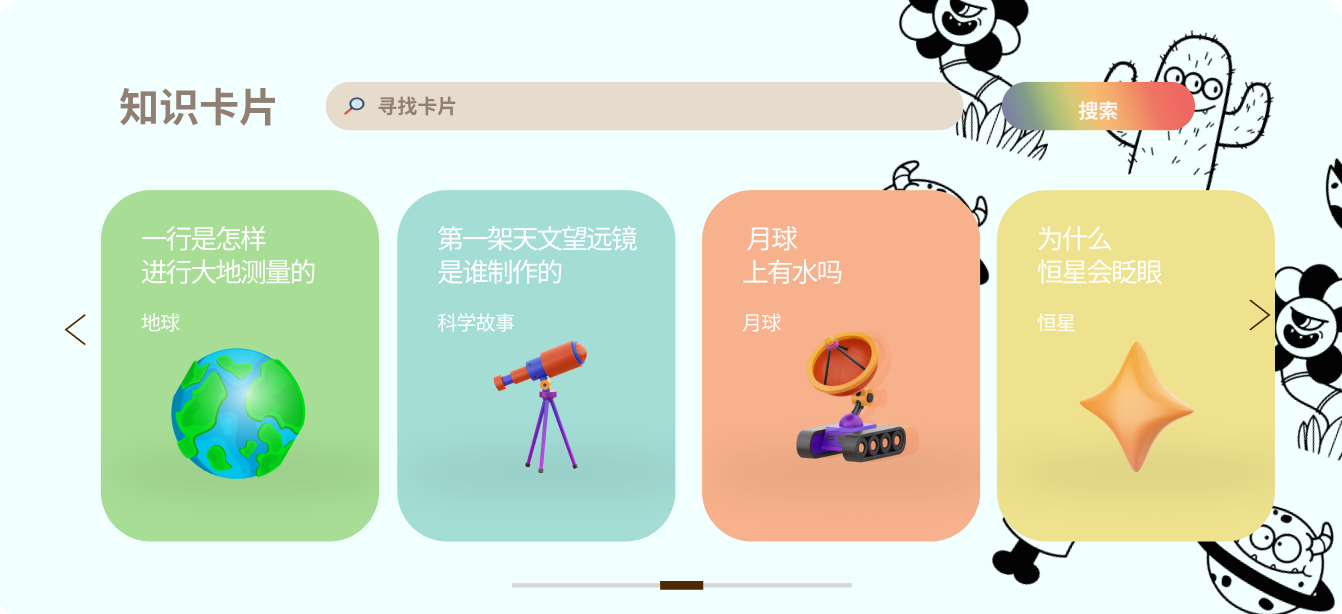 知识卡片
寻找卡片
搜索
一行是怎样
进行大地测量的
地球
第一架天文望远镜
是谁制作的
科学故事
月球
上有水吗
月球
为什么
恒星会眨眼
恒星